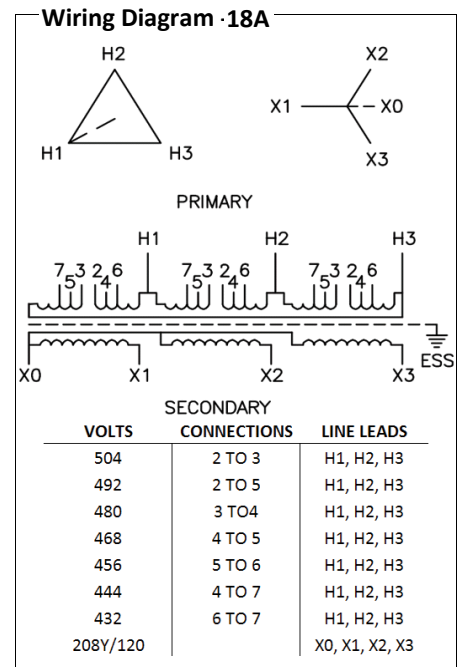 Wiring Diagram ·18A
H2
H1
H3
X2
X1
X0
X3
PRIMARY
H1 H2 H3
7 5 3 2 4 6 7 5 3 2 4 6 7 5 3 2 4 6
ESS
X0 X1 X2 X3
SECONDARY
VOLTS CONNECTIONS LINE LEADS
504 2 TO 3 H1, H2, H3
492 2 TO 5 H1, H2, H3
480 3 TO4 H1, H2, H3
468 4 TO 5 H1, H2, H3
456 5 TO 6 H1, H2, H3
444 4 TO 7 H1, H2, H3
432 6 TO 7 H1, H2, H3
208Y/120 X0, X1, X2, X3